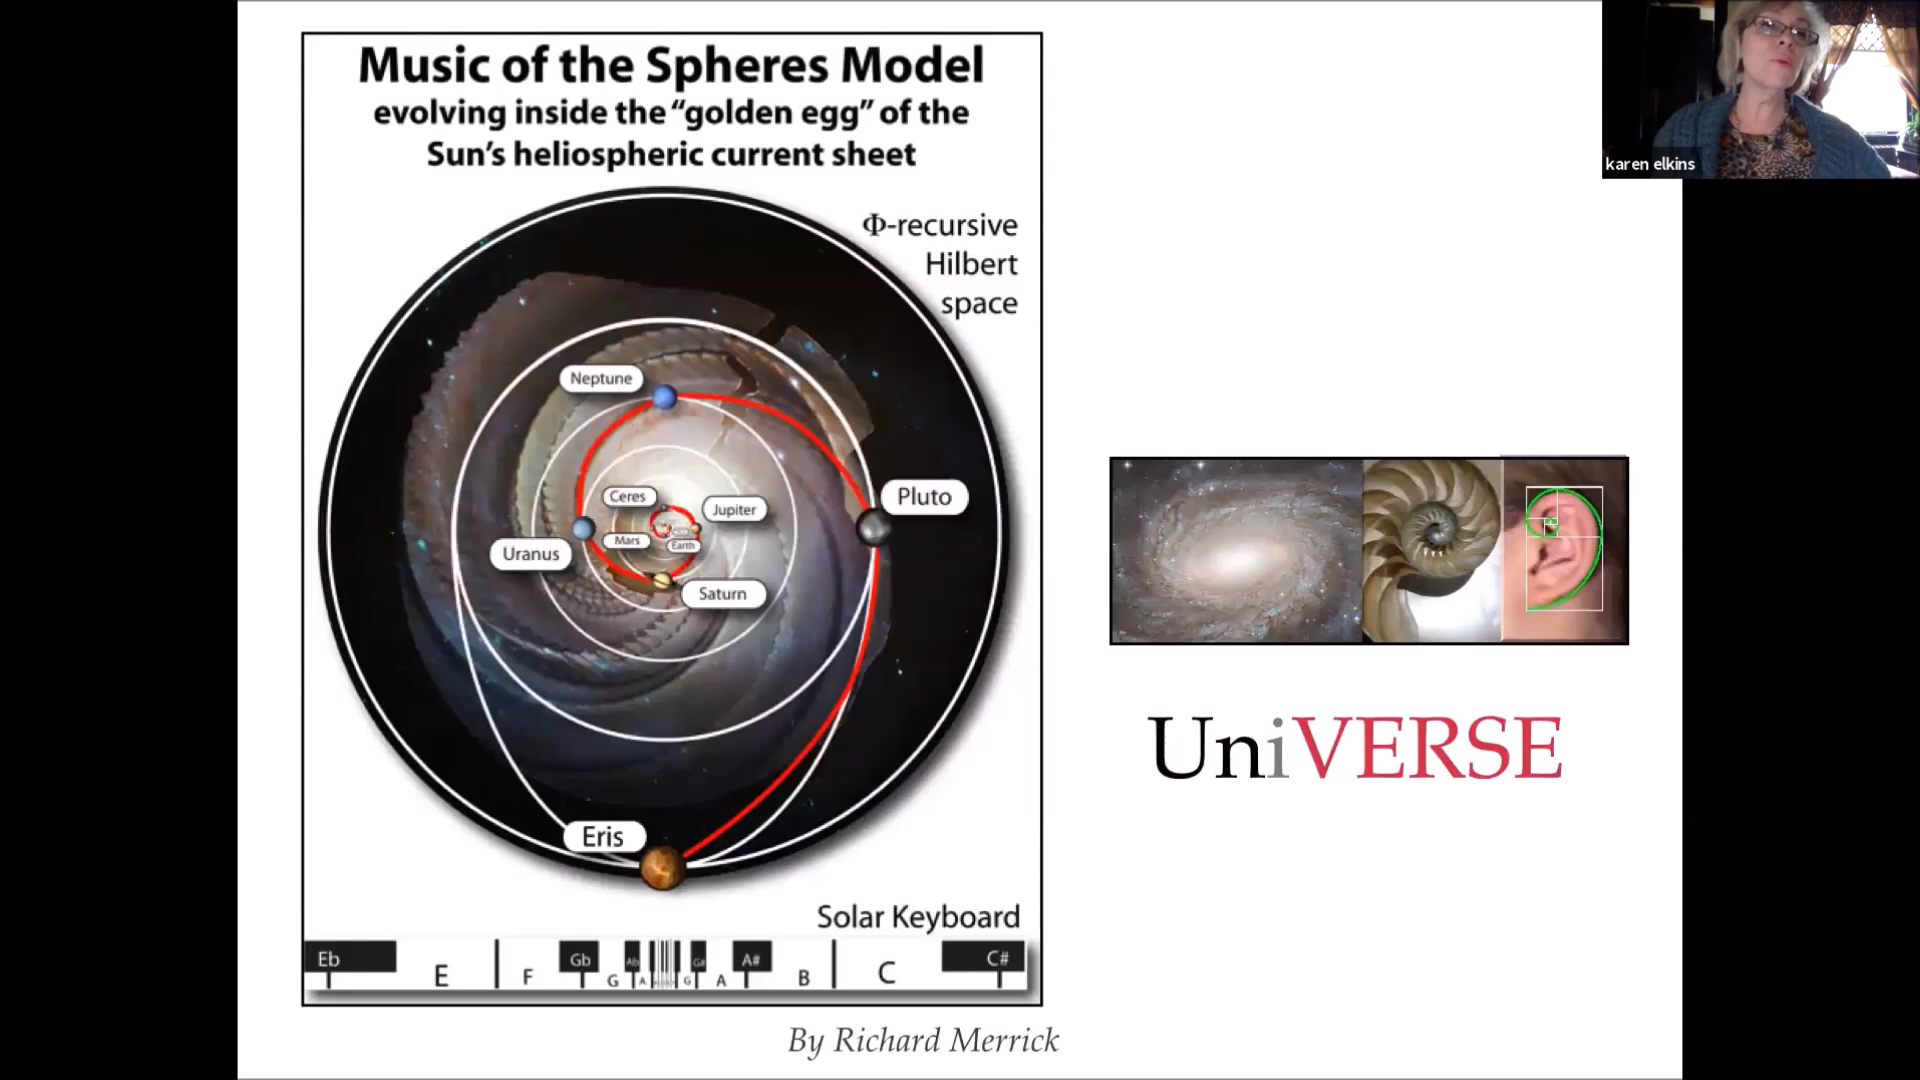 Music of the Spheres Model
evolving inside the “golden egg” of the
Sun’s heliospheric current sheet
Φ-recursive
Hilbert
space
Neptune
Pluto
Ceres
Jupiter
Mars
Earth
Uranus
Saturn
Eris
Solar Keyboard
Eb
E
F
Gb
G
Ab
A
G#
G
A
A#
B
C
C#
By Richard Merrick
UniVERSE
karen elkins